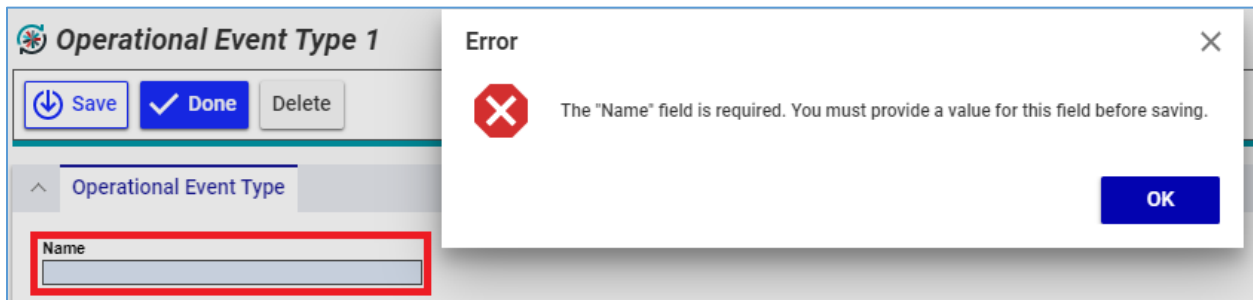 Operational Event Type 1
Save
Done
Delete
Operational Event Type
Name
Error
The "Name" field is required. You must provide a value for this field before saving.
OK